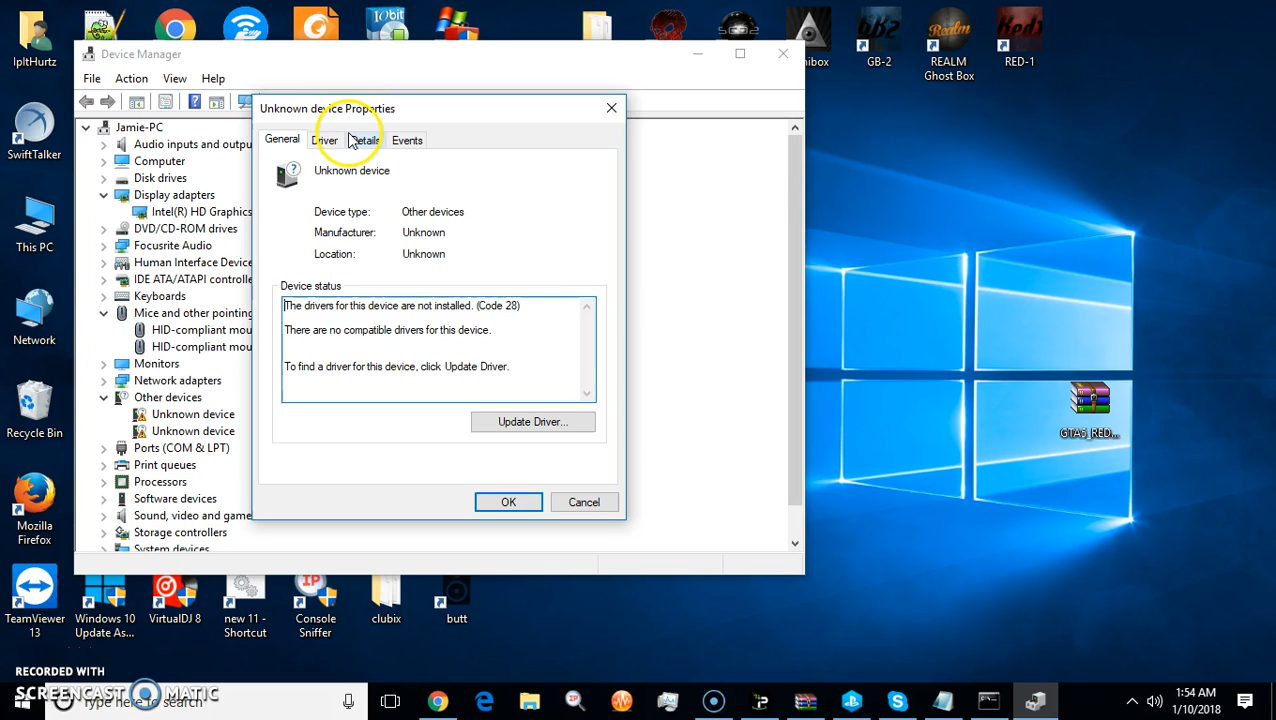 IpItHurtz
ibox
GB-2
REALM
Ghost Box
RED-1
Device Manager
File Action View Help
Jamie-PC
Audio inputs and outpu
Computer
Disk drives
Display adapters
Intel(R) HD Graphics
DVD/CD-ROM drives
Focusrite Audio
Human Interface Devic
IDE ATA/ATAPI controlle
Keyboards
Mice and other pointing
HID-compliant mou
HID-compliant mou
Monitors
Network adapters
Other devices
Unknown device
Unknown device
Ports (COM & LPT)
Print queues
Processors
Software devices
Sound, video and game
Storage controllers
System devices
Unknown device Properties
General Driver Details Events
Unknown device
Device type: Other devices
Manufacturer: Unknown
Location: Unknown
Device status
The drivers for this device are not installed. (Code 28)
There are no compatible drivers for this device.
To find a driver for this device, click Update Driver.
Update Driver...
OK Cancel
SwiftTalker
This PC
Network
Recycle Bin
Mozilla
Firefox
GTA5_RED...
TeamViewer
13
Windows 10
Update As...
VirtualDJ 8
new 11 -
Shortcut
Console
Sniffer
clubix
butt
RECORDED WITH
SCREENCAST MATIC
Type here to search
1:54 AM
1/10/2018